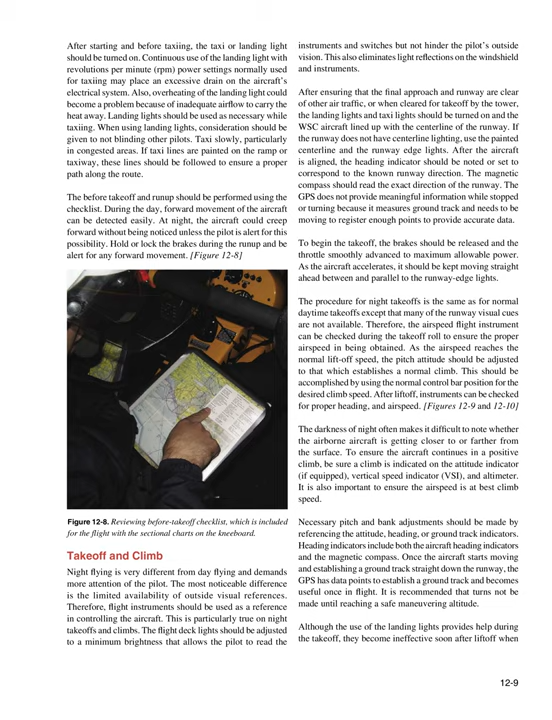 After starting and before taxiing, the taxi or landing light
should be turned on. Continuous use of the landing light with
revolutions per minute (rpm) power settings normally used
for taxiing may place an excessive drain on the aircraft's
electrical system. Also, overheating of the landing light could
become a problem because of inadequate airflow to carry the
heat away. Landing lights should be used as necessary while
taxiing. When using landing lights, consideration should be
given to not blinding other pilots. Taxi slowly, particularly
in congested areas. If taxi lines are painted on the ramp or
taxiway, these lines should be followed to ensure a proper
path along the route.
The before takeoff and runup should be performed using the
checklist. During the day, forward movement of the aircraft
can be detected easily. At night, the aircraft could creep
forward without being noticed unless the pilot is alert for this
possibility. Hold or lock the brakes during the runup and be
alert for any forward movement. [Figure 12-8]
Figure 12-8. Reviewing before-takeoff checklist, which is included
for the flight with the sectional charts on the kneeboard.
Takeoff and Climb
Night flying is very different from day flying and demands
more attention of the pilot. The most noticeable difference
is the limited availability of outside visual references.
Therefore, flight instruments should be used as a reference
in controlling the aircraft. This is particularly true on night
takeoffs and climbs. The flight deck lights should be adjusted
to a minimum brightness that allows the pilot to read the
instruments and switches but not hinder the pilot's outside
vision. This also eliminates light reflections on the windshield
and instruments.
After ensuring that the final approach and runway are clear
of other air traffic, or when cleared for takeoff by the tower,
the landing lights and taxi lights should be turned on and the
WSC aircraft lined up with the centerline of the runway. If
the runway does not have centerline lighting, use the painted
centerline and the runway edge lights. After the aircraft
is aligned, the heading indicator should be noted or set to
correspond to the known runway direction. The magnetic
compass should read the exact direction of the runway. The
GPS does not provide meaningful information while stopped
or turning because it measures ground track and needs to be
moving to register enough points to provide accurate data.
To begin the takeoff, the brakes should be released and the
throttle smoothly advanced to maximum allowable power.
As the aircraft accelerates, it should be kept moving straight
ahead between and parallel to the runway-edge lights.
The procedure for night takeoffs is the same as for normal
daytime takeoffs except that many of the runway visual cues
are not available. Therefore, the airspeed flight instrument
can be checked during the takeoff roll to ensure the proper
airspeed in being obtained. As the airspeed reaches the
normal lift-off speed, the pitch attitude should be adjusted
to that which establishes a normal climb. This should be
accomplished by using the normal control bar position for the
desired climb speed. After liftoff, instruments can be checked
for proper heading, and airspeed. [Figures 12-9 and 12-10]
The darkness of night often makes it difficult to note whether
the airborne aircraft is getting closer to or farther from
the surface. To ensure the aircraft continues in a positive
climb, be sure a climb is indicated on the attitude indicator
(if equipped), vertical speed indicator (VSI), and altimeter.
It is also important to ensure the airspeed is at best climb
speed.
Necessary pitch and bank adjustments should be made by
referencing the attitude, heading, or ground track indicators.
Heading indicators include both the aircraft heading indicators
and the magnetic compass. Once the aircraft starts moving
and establishing a ground track straight down the runway, the
GPS has data points to establish a ground track and becomes
useful once in flight. It is recommended that turns not be
made until reaching a safe maneuvering altitude.
Although the use of the landing lights provides help during
the takeoff, they become ineffective soon after liftoff when
12-9